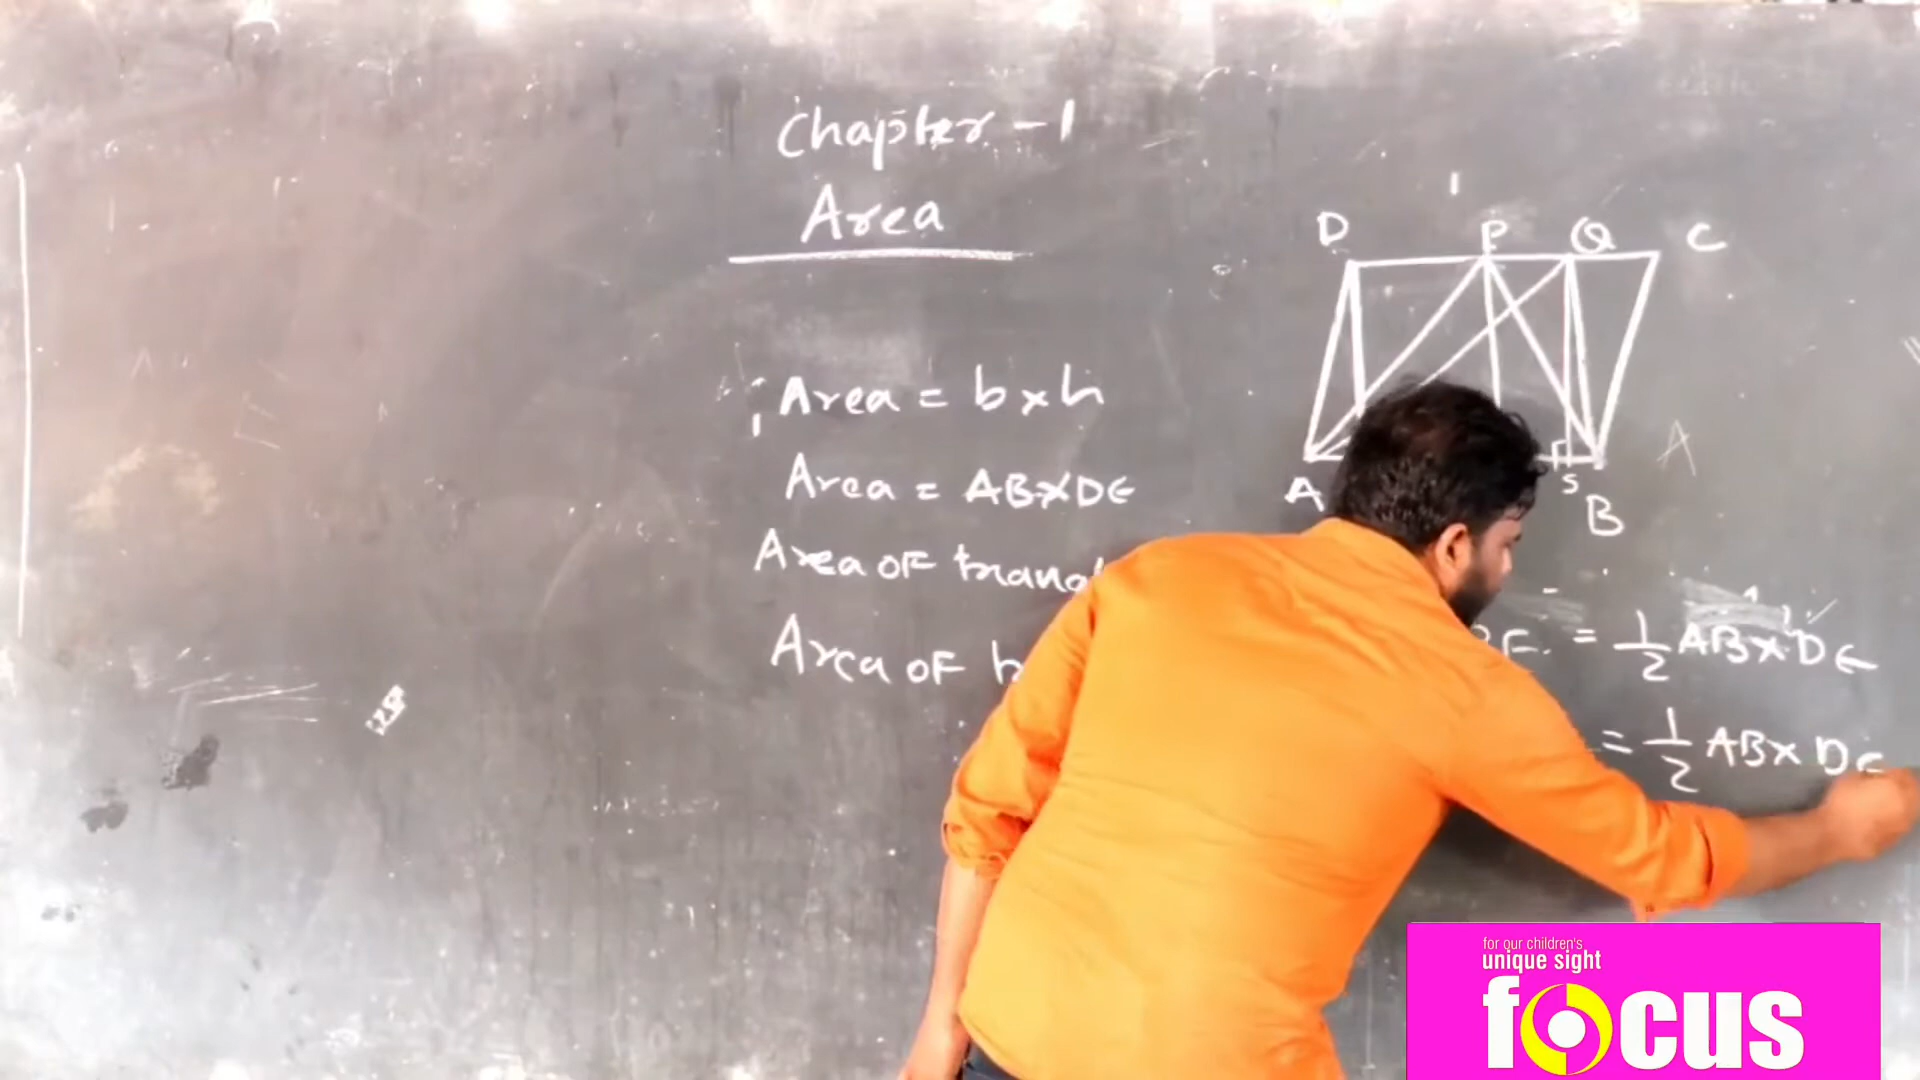 Chapter - 1
Area
D P Q C
Area = b x h
Area = AB x DE
A S B A
Area OF
= 1/2 AB x DE
Area OF
= 1/2 AB x DE
for our children's
unique sight
focus